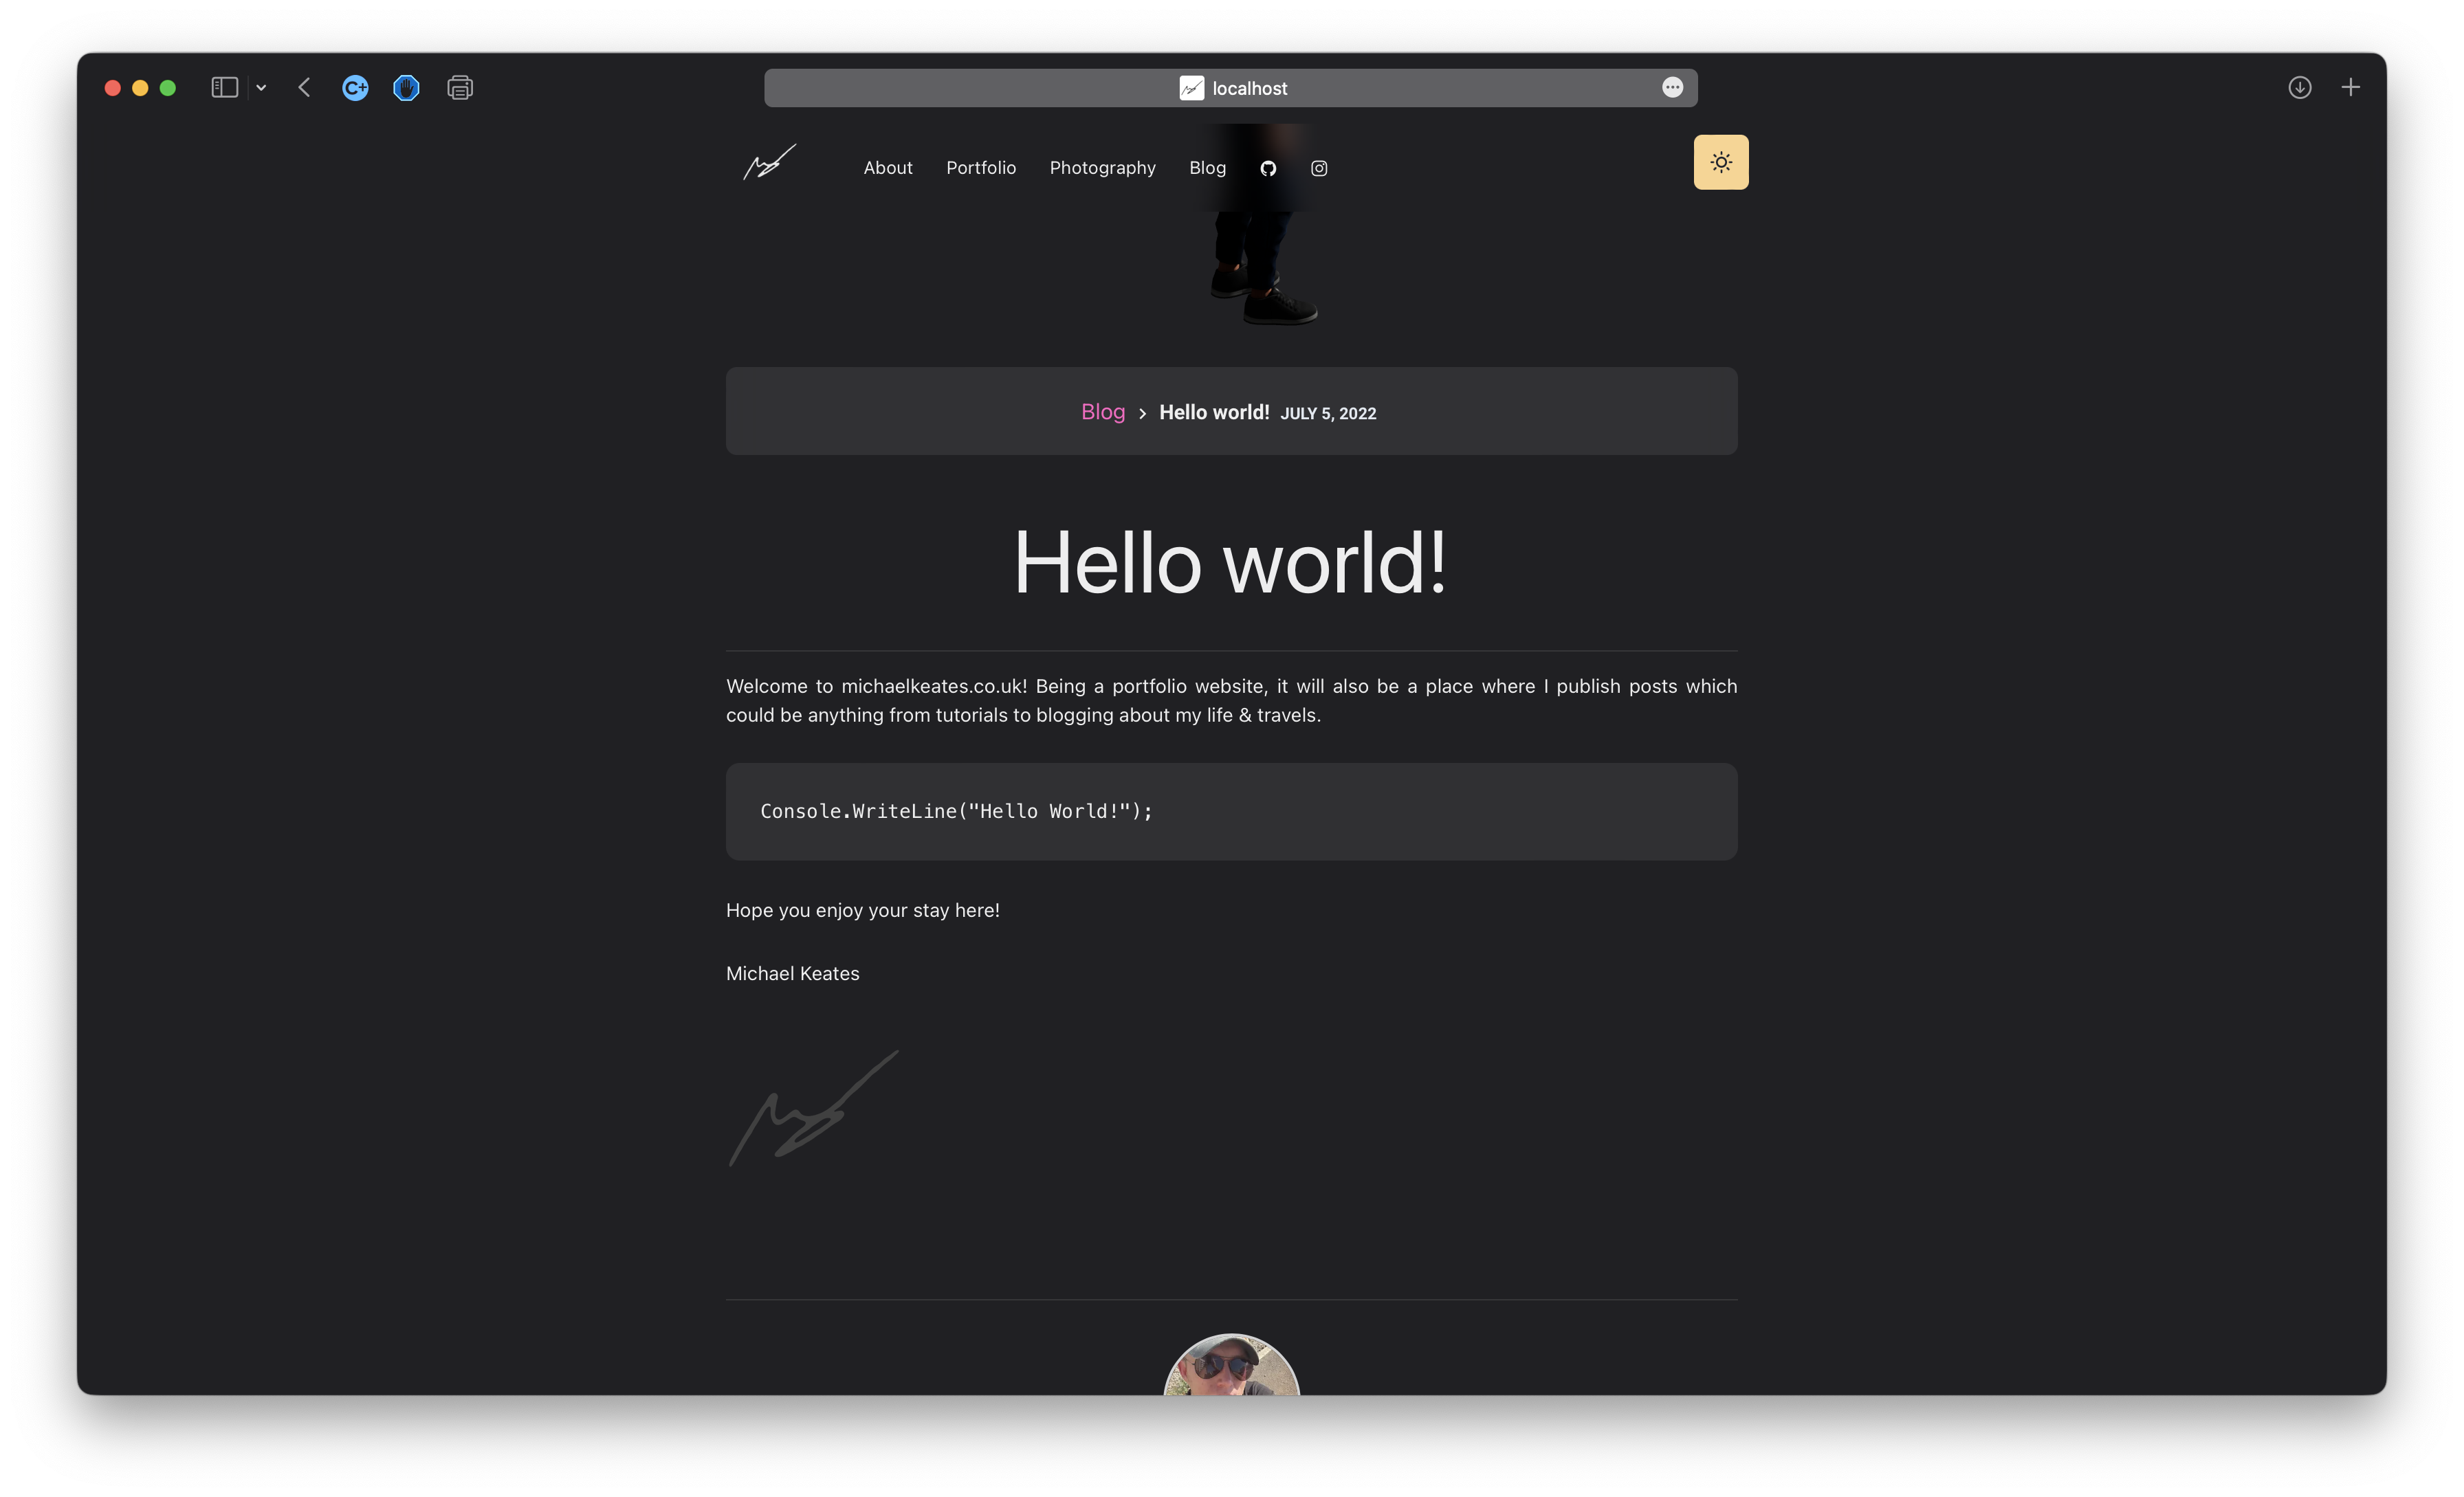 localhost
About Portfolio Photography Blog
Blog › Hello world! JULY 5, 2022
Hello world!
Welcome to michaelkeates.co.uk! Being a portfolio website, it will also be a place where I publish posts which
could be anything from tutorials to blogging about my life & travels.
Console.WriteLine("Hello World!");
Hope you enjoy your stay here!
Michael Keates